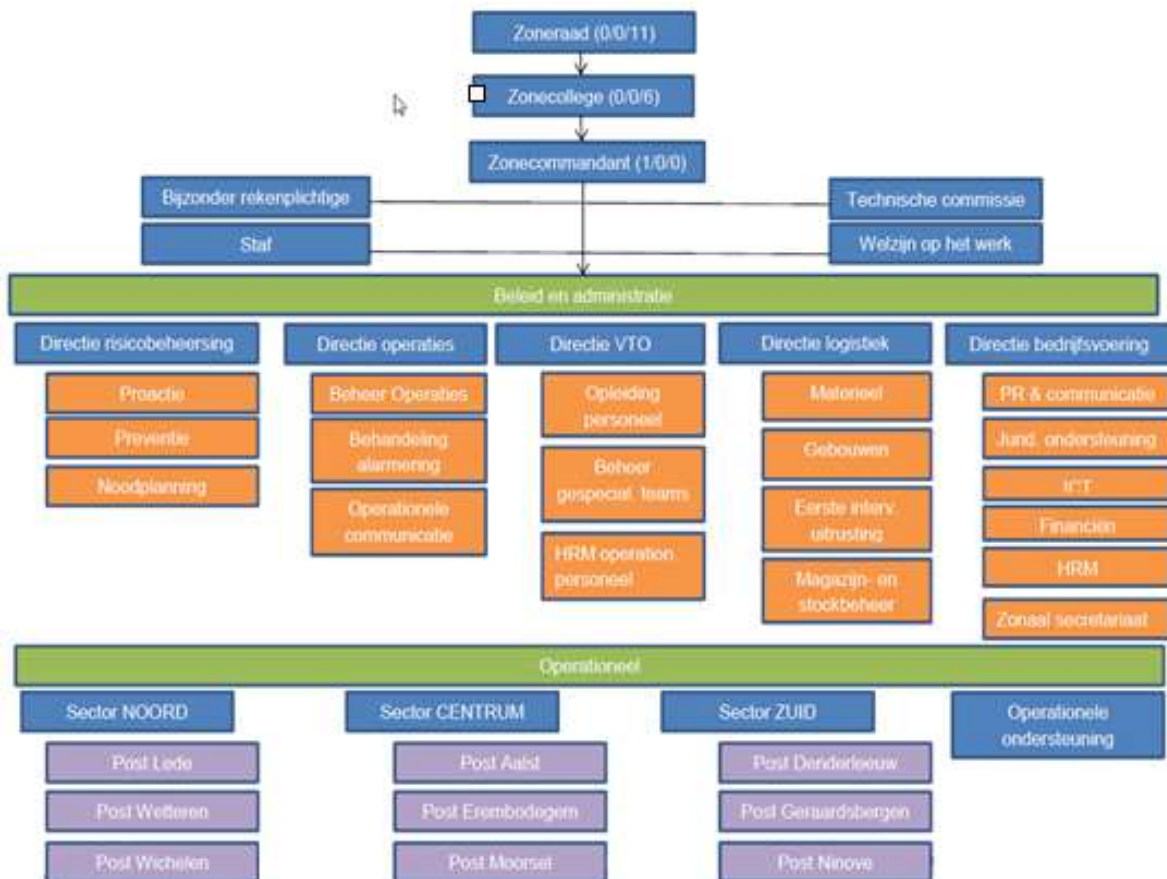 Zoneraad (0/0/11)
Zonecollege (0/0/6)
Zonecommandant (1/0/0)
Bijzonder rekenplichtige
Technische commissie
Staf
Welzijn op het werk
Beleid en administratie
Directie risicobeheersing
Proactie
Preventie
Noodplanning
Directie operaties
Beheer Operaties
Behandeling
alarmering
Operationele
communicatie
Directie VTO
Opleiding
personeel
Beheer
gespecial. teams
HRM operation.
personeel
Directie logistiek
Materieel
Gebouwen
Eerste interv.
uitrusting
Magazijn- en
stockbeheer
Directie bedrijfsvoering
PR & communicatie
Jurid. ondersteuning
ICT
Financiën
HRM
Zonaal secretariaat
Operationeel
Sector NOORD
Post Lede
Post Wetteren
Post Wichelen
Sector CENTRUM
Post Aalst
Post Erembodegem
Post Moorsel
Sector ZUID
Post Denderleeuw
Post Geraardsbergen
Post Ninove
Operationele
ondersteuning